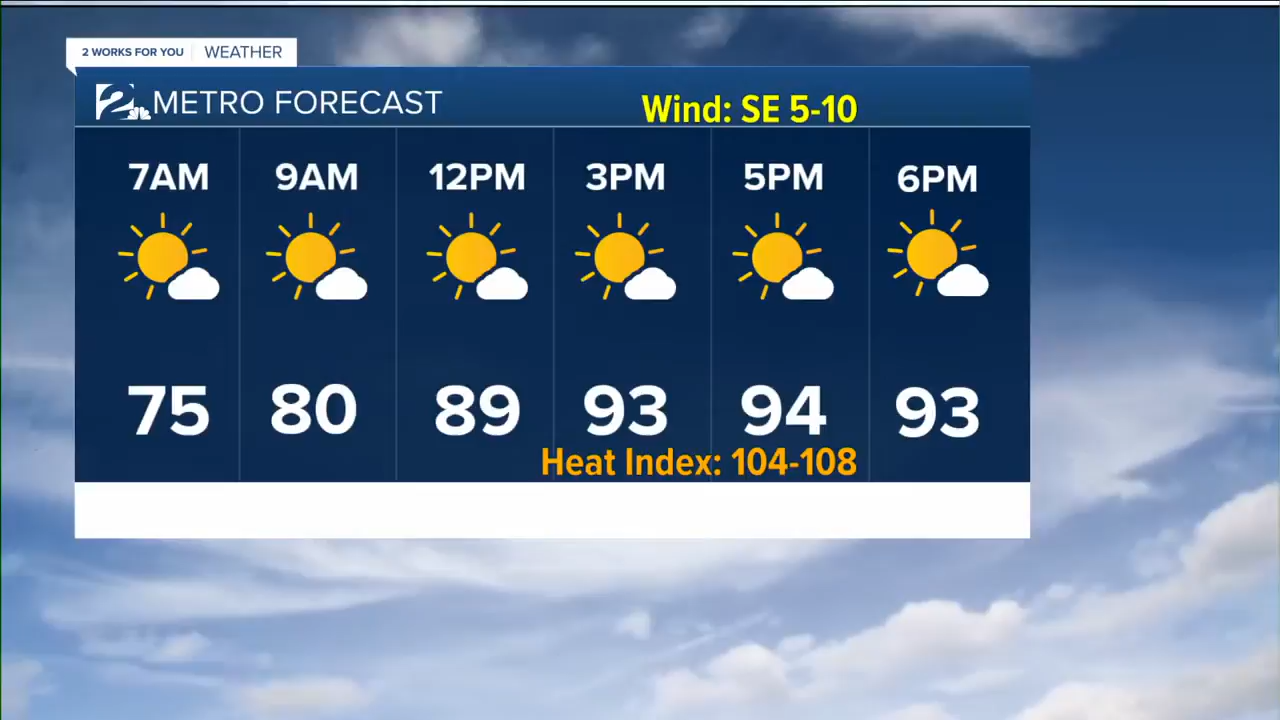 2 WORKS FOR YOU WEATHER
2 METRO FORECAST Wind: SE 5-10
7AM 9AM 12PM 3PM 5PM 6PM
75 80 89 93 94 93
Heat Index: 104-108